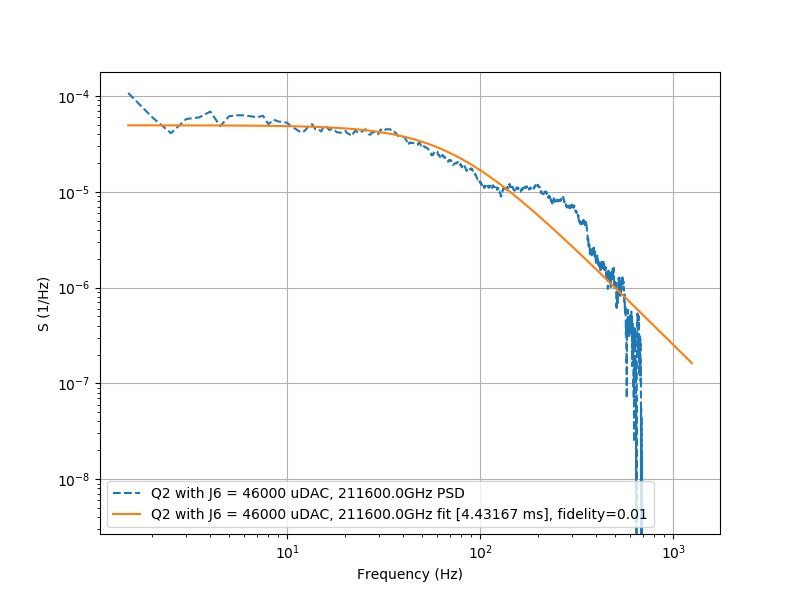 10⁻⁴
10⁻⁵
10⁻⁶
10⁻⁷
10⁻⁸
S (1/Hz)
Q2 with J6 = 46000 uDAC, 211600.0GHz PSD
Q2 with J6 = 46000 uDAC, 211600.0GHz fit [4.43167 ms], fidelity=0.01
10¹ 10² 10³
Frequency (Hz)